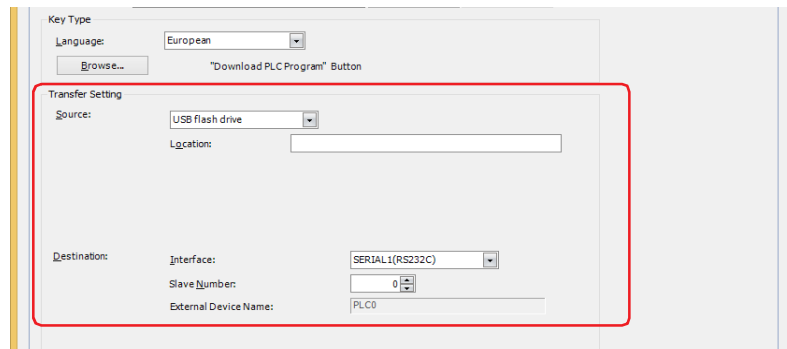 Key Type
Language: European
Browse... "Download PLC Program" Button
Transfer Setting
Source: USB flash drive
Location:
Destination: Interface: SERIAL1(RS232C)
Slave Number: 0
External Device Name: PLC0